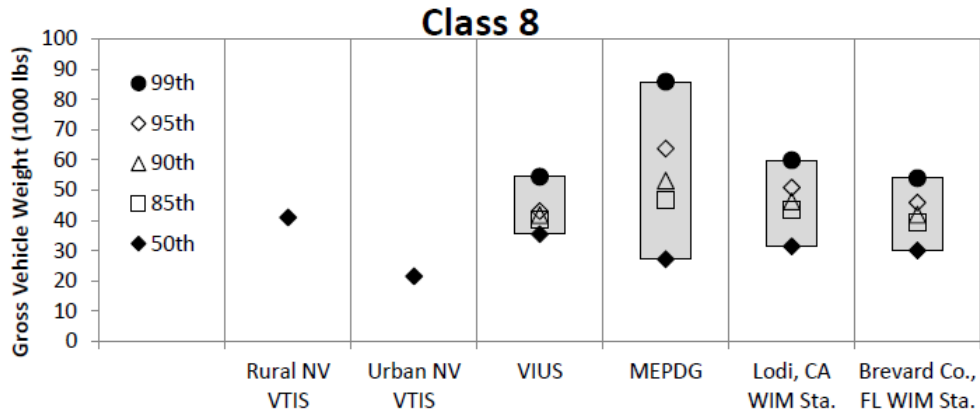 Class 8
Gross Vehicle Weight (1000 lbs)
100
90
80
70
60
50
40
30
20
10
0
99th
95th
90th
85th
50th
Rural NV
VTIS
Urban NV
VTIS
VIUS
MEPDG
Lodi, CA
WIM Sta.
Brevard Co.,
FL WIM Sta.